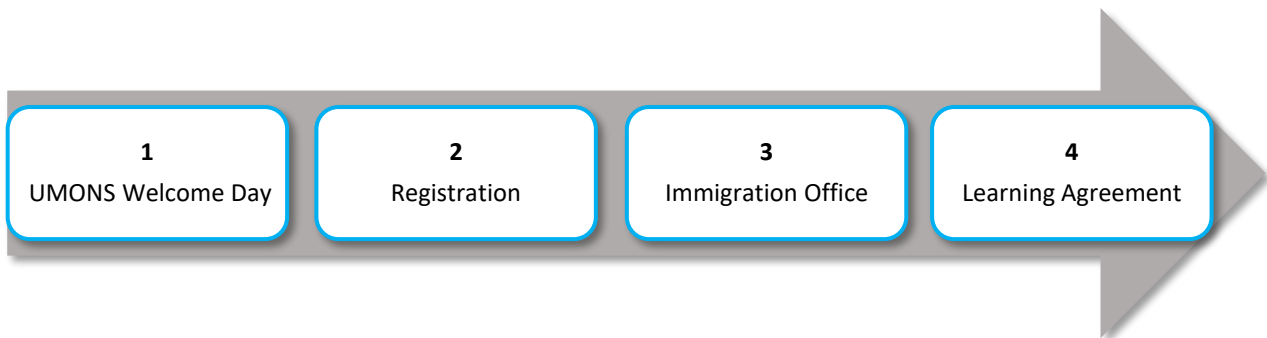 1
UMONS Welcome Day
2
Registration
3
Immigration Office
4
Learning Agreement